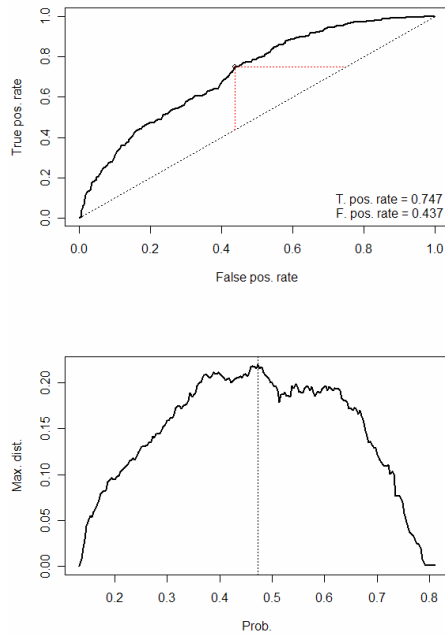 1.0
0.8
0.6
0.4
0.2
0.0
True pos. rate
T. pos. rate = 0.747
F. pos. rate = 0.437
0.0 0.2 0.4 0.6 0.8 1.0
False pos. rate
0.20
0.15
0.10
0.05
0.00
Max. dist.
0.2 0.3 0.4 0.5 0.6 0.7 0.8
Prob.